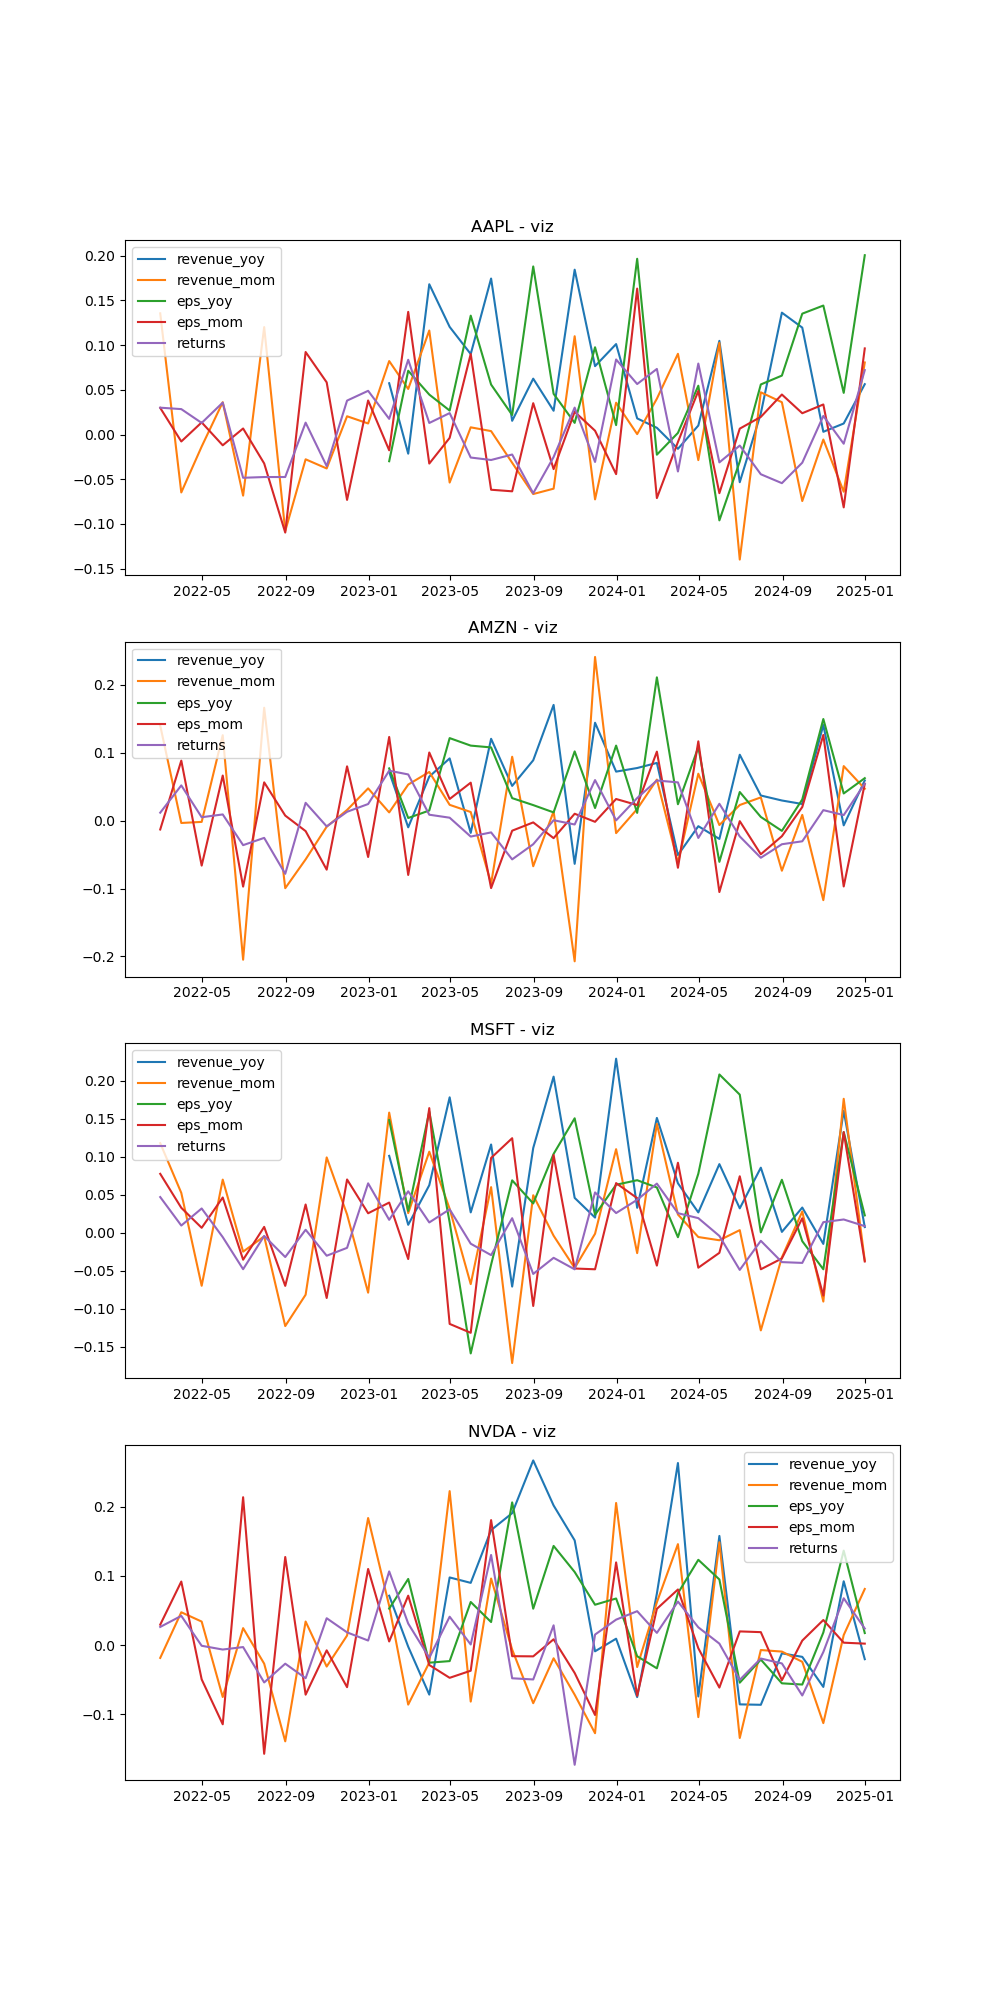 AAPL - viz
0.20
0.15
0.10
0.05
0.00
−0.05
−0.10
−0.15
revenue_yoy
revenue_mom
eps_yoy
eps_mom
returns
2022-05 2022-09 2023-01 2023-05 2023-09 2024-01 2024-05 2024-09 2025-01
AMZN - viz
0.2
0.1
0.0
−0.1
−0.2
revenue_yoy
revenue_mom
eps_yoy
eps_mom
returns
2022-05 2022-09 2023-01 2023-05 2023-09 2024-01 2024-05 2024-09 2025-01
MSFT - viz
0.20
0.15
0.10
0.05
0.00
−0.05
−0.10
−0.15
revenue_yoy
revenue_mom
eps_yoy
eps_mom
returns
2022-05 2022-09 2023-01 2023-05 2023-09 2024-01 2024-05 2024-09 2025-01
NVDA - viz
0.2
0.1
0.0
−0.1
revenue_yoy
revenue_mom
eps_yoy
eps_mom
returns
2022-05 2022-09 2023-01 2023-05 2023-09 2024-01 2024-05 2024-09 2025-01